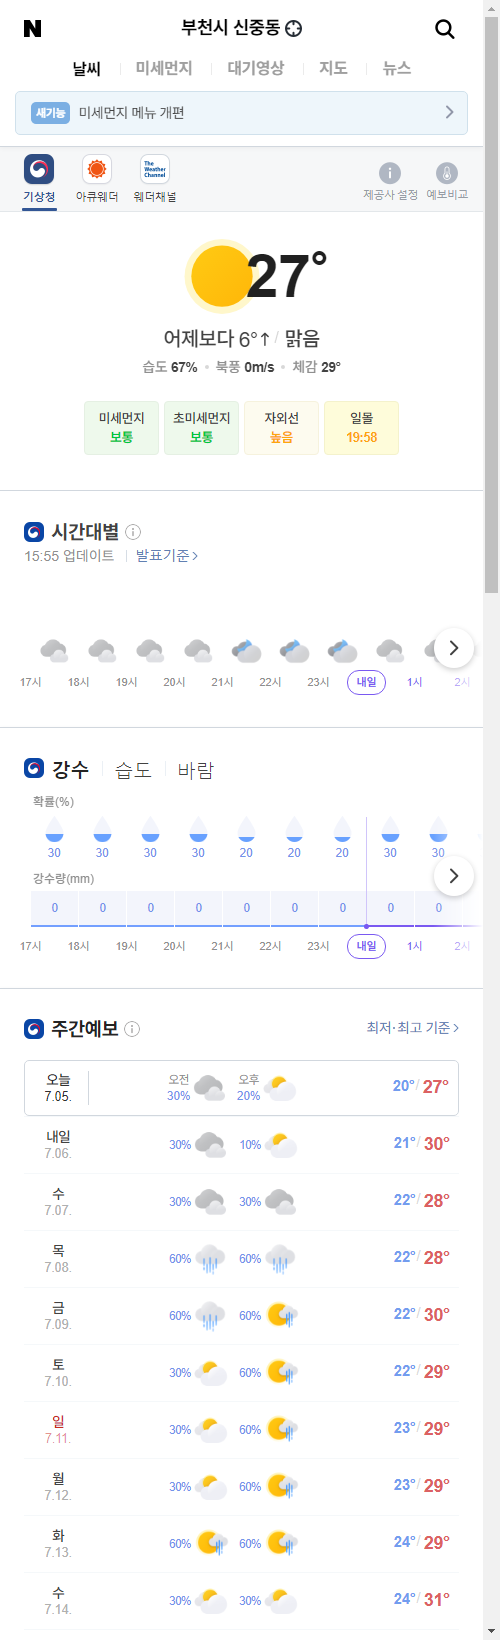 N 부천시 신중동
날씨 미세먼지 대기영상 지도 뉴스
새기능 미세먼지 메뉴 개편
The Weather Channel
기상청 아큐웨더 웨더채널 제공사 설정 예보비교
27°
어제보다 6°↑ / 맑음
습도 67% 북풍 0m/s 체감 29°
미세먼지 초미세먼지 자외선 일몰
보통 보통 높음 19:58
시간대별
15:55 업데이트 발표기준
17시 18시 19시 20시 21시 22시 23시 내일 1시 2시
강수 습도 바람
확률(%)
30 30 30 30 20 20 20 30 30
강수량(mm)
0 0 0 0 0 0 0 0 0
17시 18시 19시 20시 21시 22시 23시 내일 1시 2시
주간예보 최저·최고 기준
오늘 오전 오후
7.05. 30% 20% 20°/ 27°
내일
7.06. 30% 10% 21°/ 30°
수
7.07. 30% 30% 22°/ 28°
목
7.08. 60% 60% 22°/ 28°
금
7.09. 60% 60% 22°/ 30°
토
7.10. 30% 60% 22°/ 29°
일
7.11. 30% 60% 23°/ 29°
월
7.12. 30% 60% 23°/ 29°
화
7.13. 60% 60% 24°/ 29°
수
7.14. 30% 30% 24°/ 31°